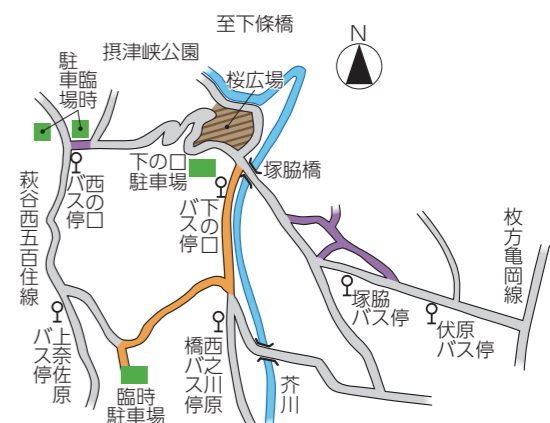 至下條橋
摂津峡公園
N
臨時
駐車場
桜広場
下の口
駐車場
塚脇橋
西の口
バス停
下の口
バス停
萩谷西五百住線
枚方亀岡線
塚脇
バス停
伏原
バス停
上奈佐原
バス停
西之川原
橋バス停
臨時
駐車場
芥川